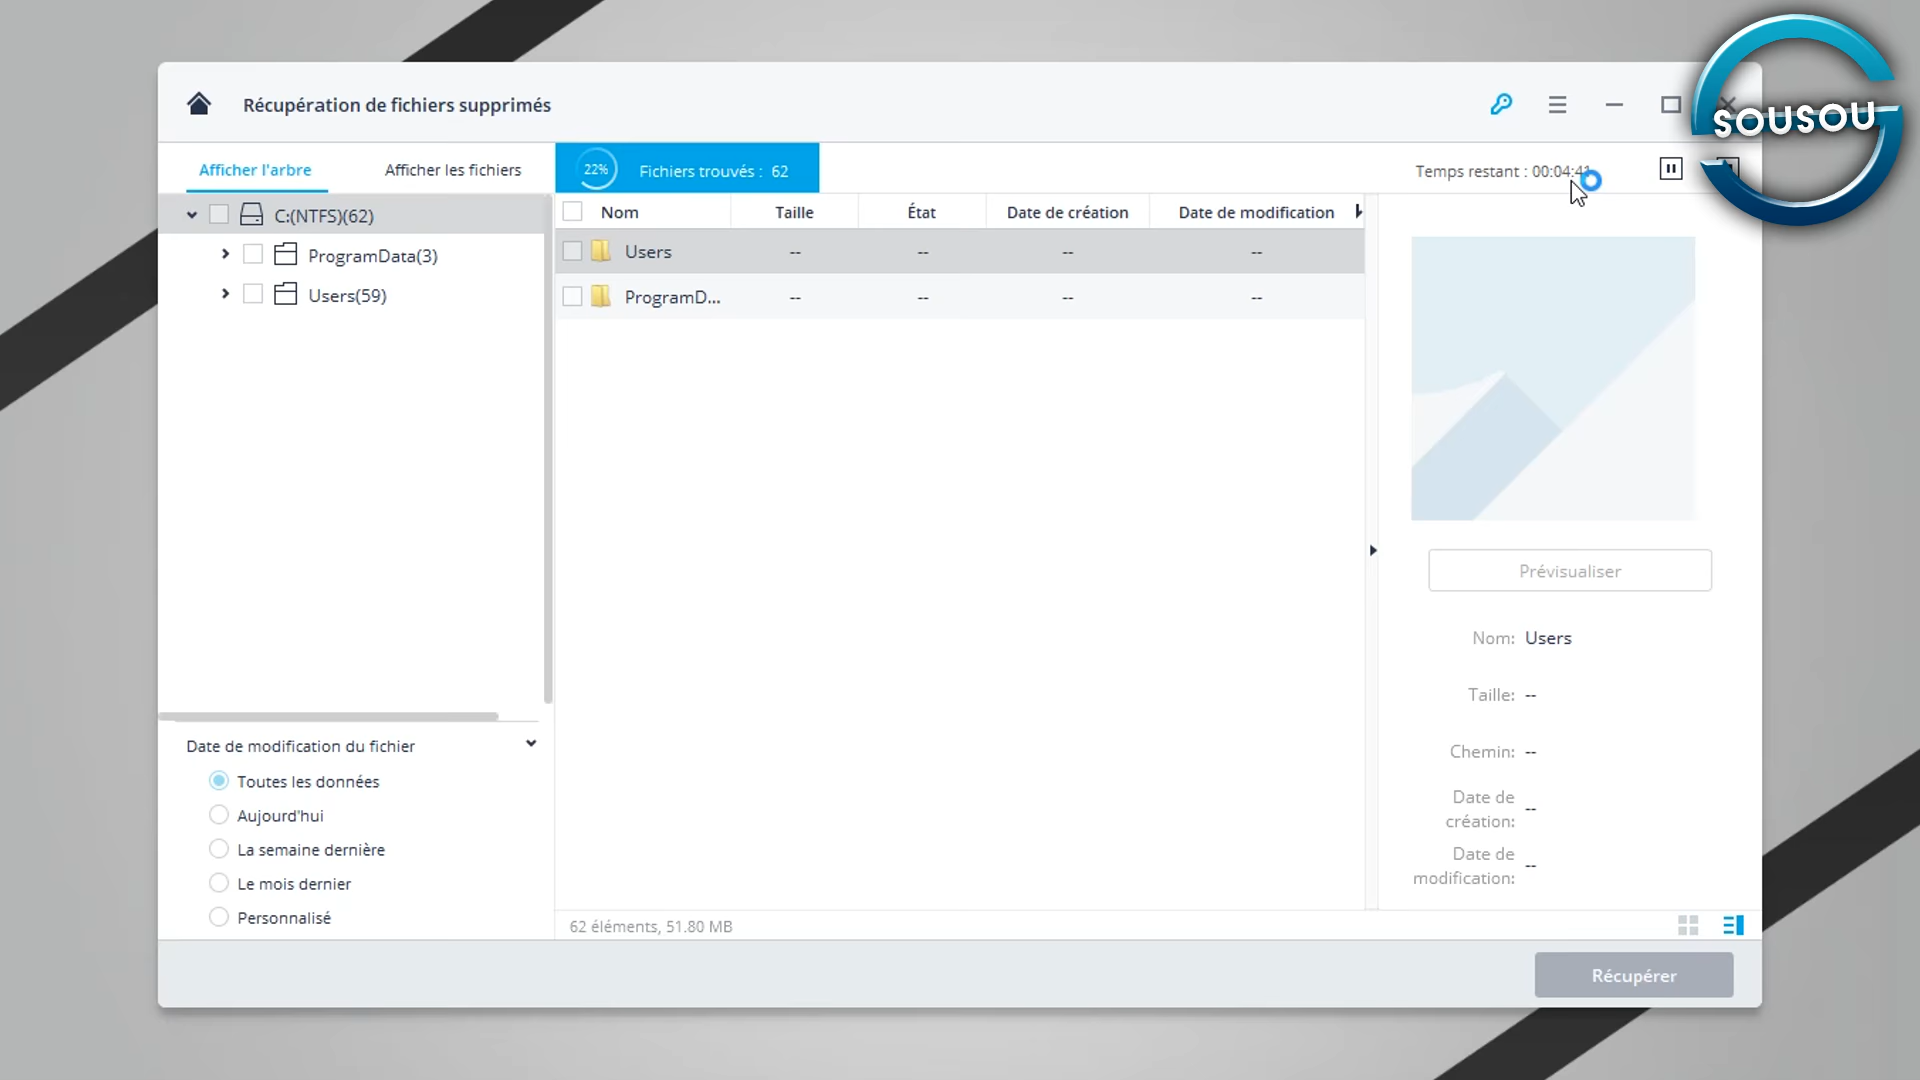 SOUSOU
Récupération de fichiers supprimés
Afficher l'arbre
Afficher les fichiers
22%
Fichiers trouvés : 62
Temps restant : 00:04:41
C:(NTFS)(62)
ProgramData(3)
Users(59)
Nom
Taille
État
Date de création
Date de modification
Users
--
--
--
--
ProgramD...
--
--
--
--
Prévisualiser
Nom: Users
Taille: --
Chemin: --
Date de
création: --
Date de
modification: --
Date de modification du fichier
Toutes les données
Aujourd'hui
La semaine dernière
Le mois dernier
Personnalisé
62 éléments, 51.80 MB
Récupérer